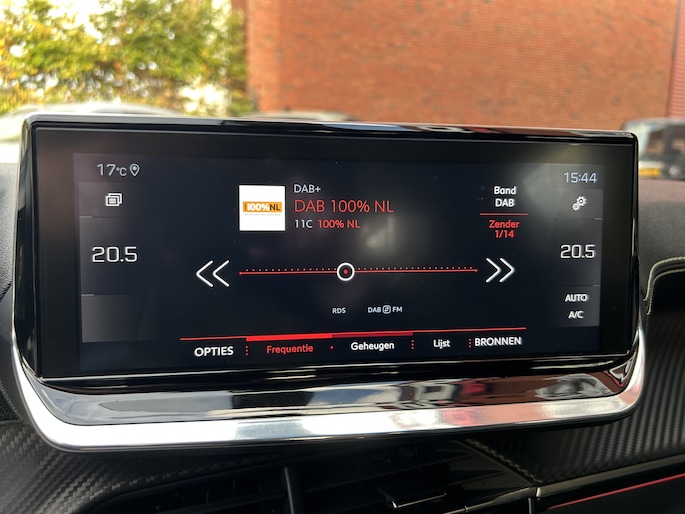 17°C
15:44
DAB+
DAB 100% NL
11C 100% NL
100%NL
Band
DAB
Zender
1/14
20.5
20.5
AUTO
A/C
RDS
DAB FM
OPTIES
Frequentie
Geheugen
Lijst
BRONNEN